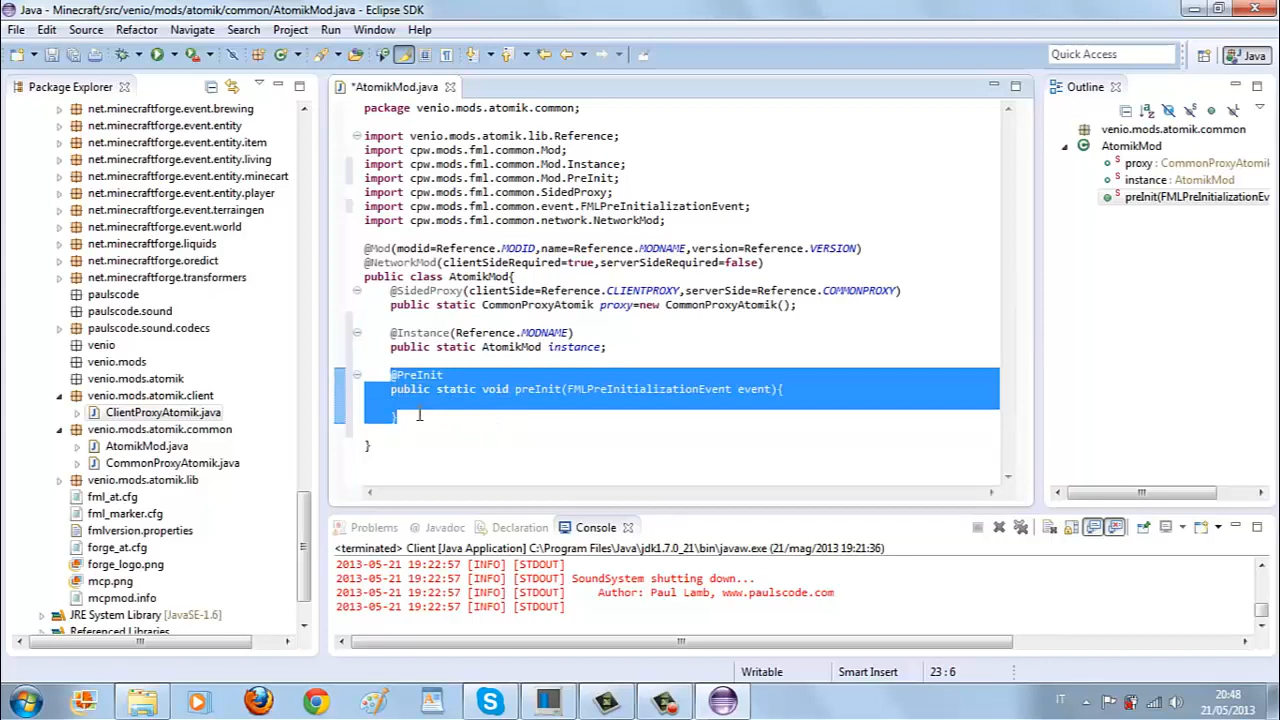 Java - Minecraft/src/venio/mods/atomik/common/AtomikMod.java - Eclipse SDK
File Edit Source Refactor Navigate Search Project Run Window Help
Quick Access
Java
Package Explorer
net.minecraftforge.event.brewing
net.minecraftforge.event.entity
net.minecraftforge.event.entity.item
net.minecraftforge.event.entity.living
net.minecraftforge.event.entity.minecart
net.minecraftforge.event.entity.player
net.minecraftforge.event.terraingen
net.minecraftforge.event.world
net.minecraftforge.liquids
net.minecraftforge.oredict
net.minecraftforge.transformers
paulscode
paulscode.sound
paulscode.sound.codecs
venio
venio.mods
venio.mods.atomik
venio.mods.atomik.client
ClientProxyAtomik.java
venio.mods.atomik.common
AtomikMod.java
CommonProxyAtomik.java
venio.mods.atomik.lib
fml_at.cfg
fml_marker.cfg
fmlversion.properties
forge_at.cfg
forge_logo.png
mcp.png
mcpmod.info
JRE System Library [JavaSE-1.6]
Referenced Libraries
*AtomikMod.java
package venio.mods.atomik.common;
import venio.mods.atomik.lib.Reference;
import cpw.mods.fml.common.Mod;
import cpw.mods.fml.common.Mod.Instance;
import cpw.mods.fml.common.Mod.PreInit;
import cpw.mods.fml.common.SidedProxy;
import cpw.mods.fml.common.event.FMLPreInitializationEvent;
import cpw.mods.fml.common.network.NetworkMod;
@Mod(modid=Reference.MODID,name=Reference.MODNAME,version=Reference.VERSION)
@NetworkMod(clientSideRequired=true,serverSideRequired=false)
public class AtomikMod{
@SidedProxy(clientSide=Reference.CLIENTPROXY,serverSide=Reference.COMMONPROXY)
public static CommonProxyAtomik proxy=new CommonProxyAtomik();
@Instance(Reference.MODNAME)
public static AtomikMod instance;
@PreInit
public static void preInit(FMLPreInitializationEvent event){
}
}
Outline
venio.mods.atomik.common
AtomikMod
proxy : CommonProxyAtomik
instance : AtomikMod
preInit(FMLPreInitializationEv
Problems Javadoc Declaration Console
<terminated> Client [Java Application] C:\Program Files\Java\jdk1.7.0_21\bin\javaw.exe (21/mag/2013 19:21:36)
2013-05-21 19:22:57 [INFO] [STDOUT]
2013-05-21 19:22:57 [INFO] [STDOUT] SoundSystem shutting down...
2013-05-21 19:22:57 [INFO] [STDOUT] Author: Paul Lamb, www.paulscode.com
2013-05-21 19:22:57 [INFO] [STDOUT]
Writable Smart Insert 23 : 6
IT
20:48
21/05/2013